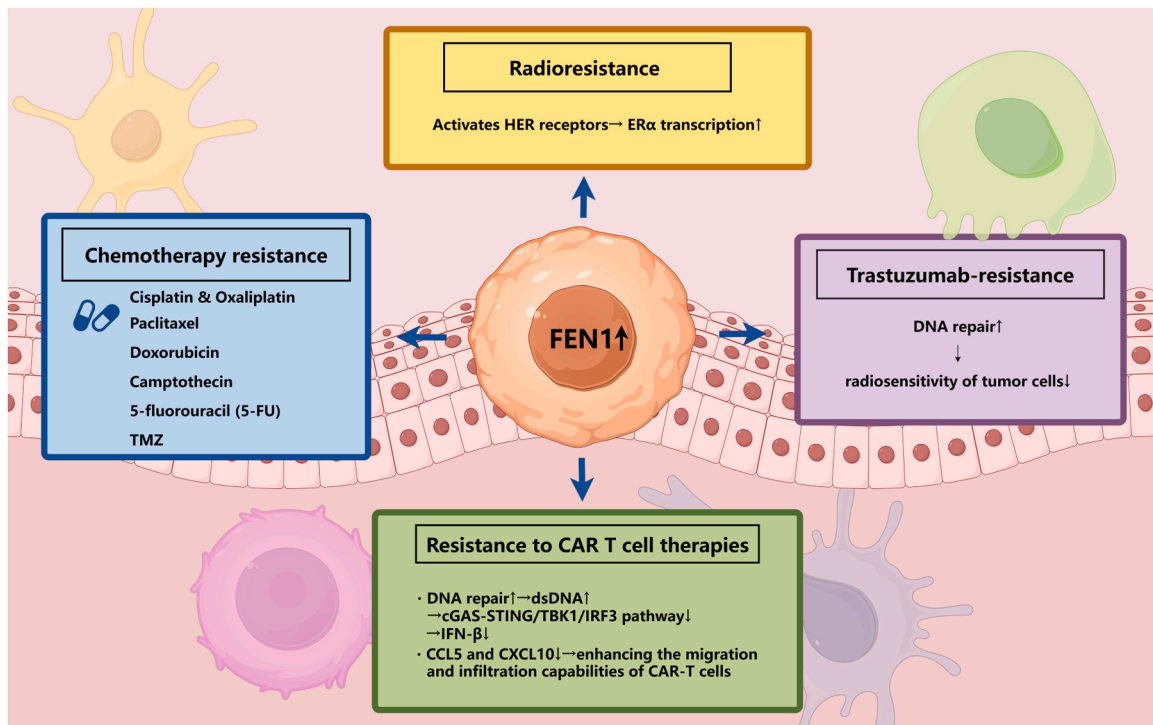 Radioresistance
Activates HER receptors→ ERα transcription↑
Chemotherapy resistance
Cisplatin & Oxaliplatin
Paclitaxel
Doxorubicin
Camptothecin
5-fluorouracil (5-FU)
TMZ
FEN1↑
Trastuzumab-resistance
DNA repair↑
↓
radiosensitivity of tumor cells↓
Resistance to CAR T cell therapies
· DNA repair↑→dsDNA↑
→cGAS-STING/TBK1/IRF3 pathway↓
→IFN-β↓
· CCL5 and CXCL10↓→enhancing the migration
and infiltration capabilities of CAR-T cells